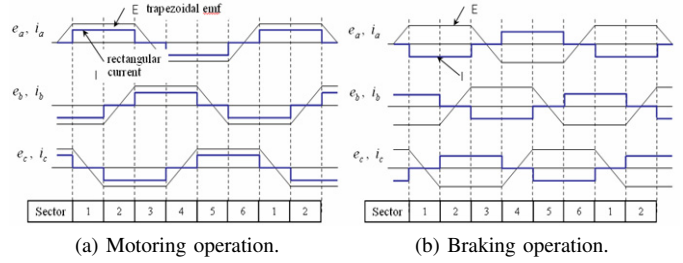 E trapezoidal emf
e_a, i_a
rectangular
current
I
e_b, i_b
e_c, i_c
Sector 1 2 3 4 5 6 1 2
(a) Motoring operation.
E
e_a, i_a
I
e_b, i_b
e_c, i_c
Sector 1 2 3 4 5 6 1 2
(b) Braking operation.